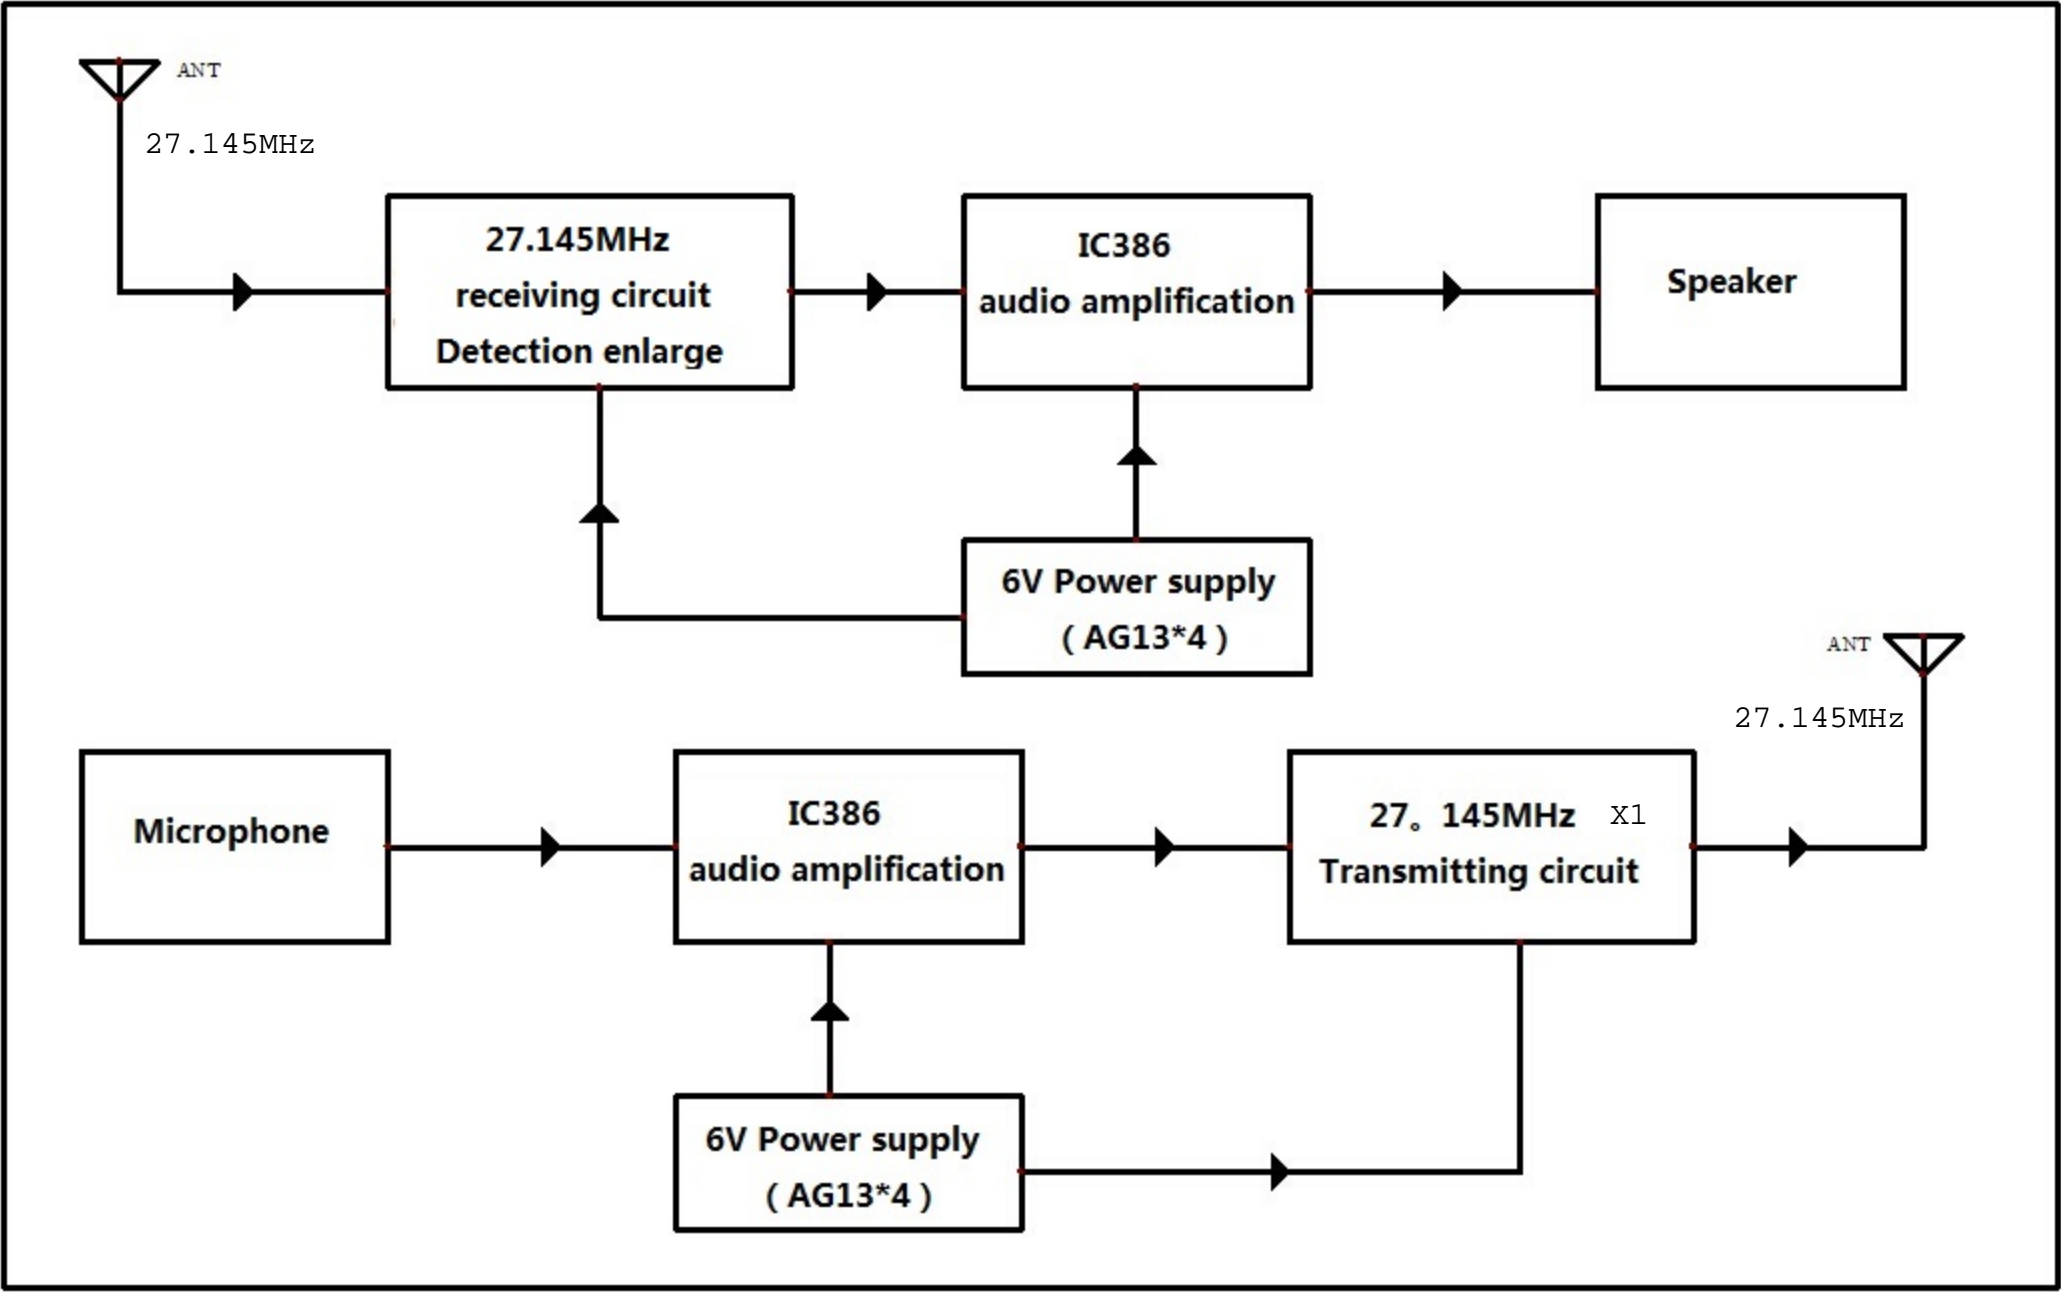 ANT
27.145MHz
27.145MHz
receiving circuit
Detection enlarge
IC386
audio amplification
Speaker
6V Power supply
( AG13*4 )
ANT
27.145MHz
Microphone
IC386
audio amplification
27。145MHz X1
Transmitting circuit
6V Power supply
( AG13*4 )